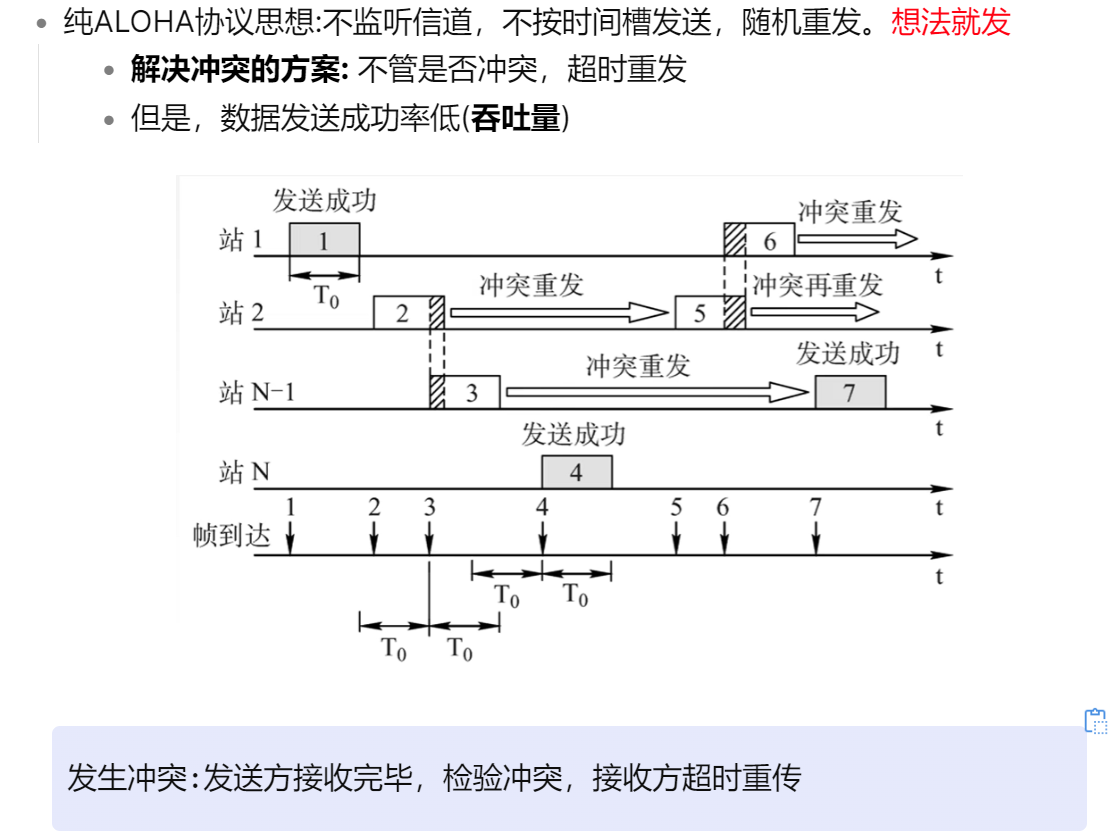 纯ALOHA协议思想:不监听信道，不按时间槽发送，随机重发。想法就发
解决冲突的方案: 不管是否冲突，超时重发
但是，数据发送成功率低(吞吐量)
发送成功
站 1
1
T0
6
冲突重发
t
站 2
2
冲突重发
5
冲突再重发
t
站 N-1
3
冲突重发
发送成功
7
t
发送成功
站 N
4
t
1 2 3 4 5 6 7
帧到达
t
T0 T0
T0 T0
发生冲突:发送方接收完毕，检验冲突，接收方超时重传